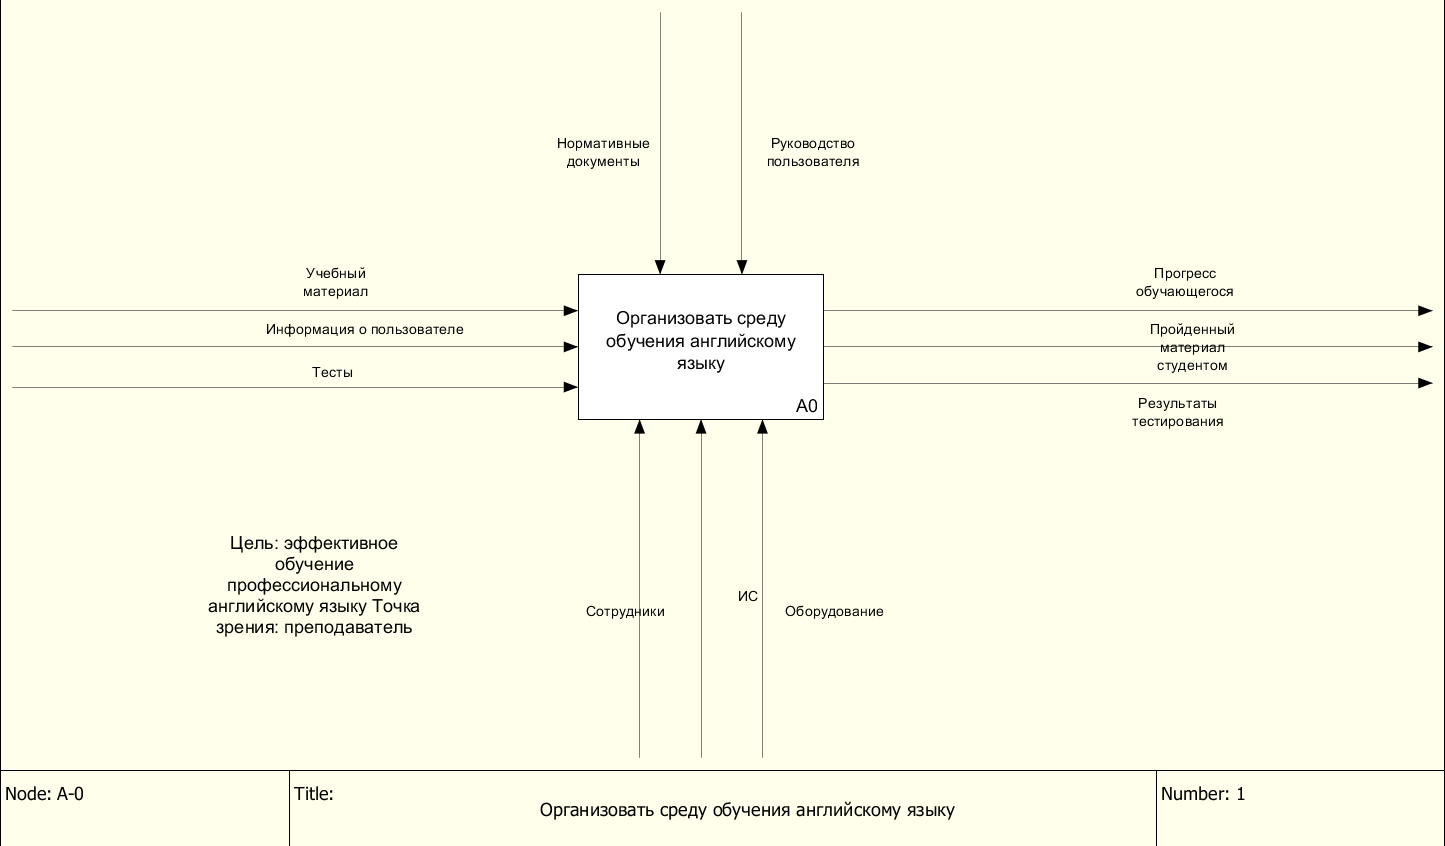 Нормативные
документы
Руководство
пользователя
Учебный
материал
Информация о пользователе
Тесты
Организовать среду
обучения английскому
языку
A0
Прогресс
обучающегося
Пройденный
материал
студентом
Результаты
тестирования
Цель: эффективное
обучение
профессиональному
английскому языку Точка
зрения: преподаватель
Сотрудники
ИС
Оборудование
Node: A-0
Title:
Организовать среду обучения английскому языку
Number: 1